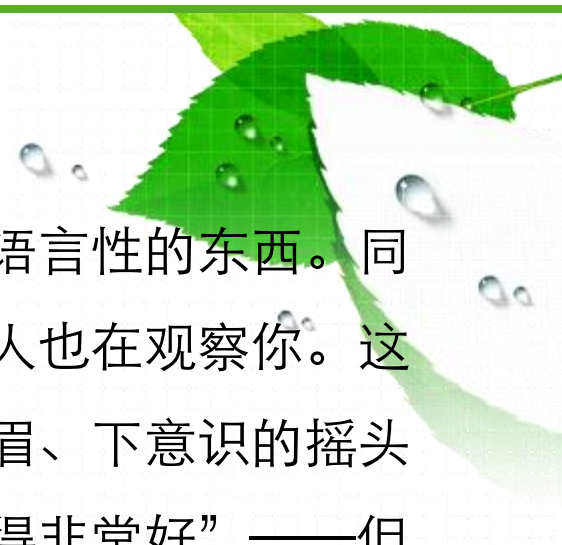 语言性的东西。同
人也在观察你。这
眉、下意识的摇头
得非常好”——但